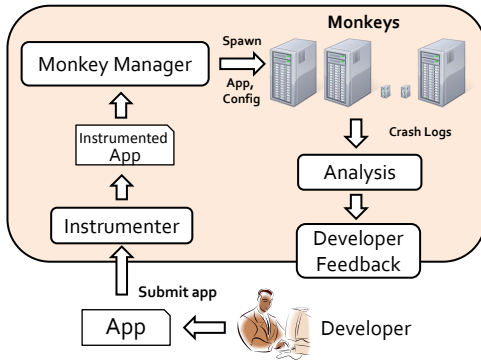 Monkeys
Spawn
Monkey Manager
App,
Config
Crash Logs
Instrumented
App
Analysis
Instrumenter
Developer
Feedback
Submit app
App
Developer